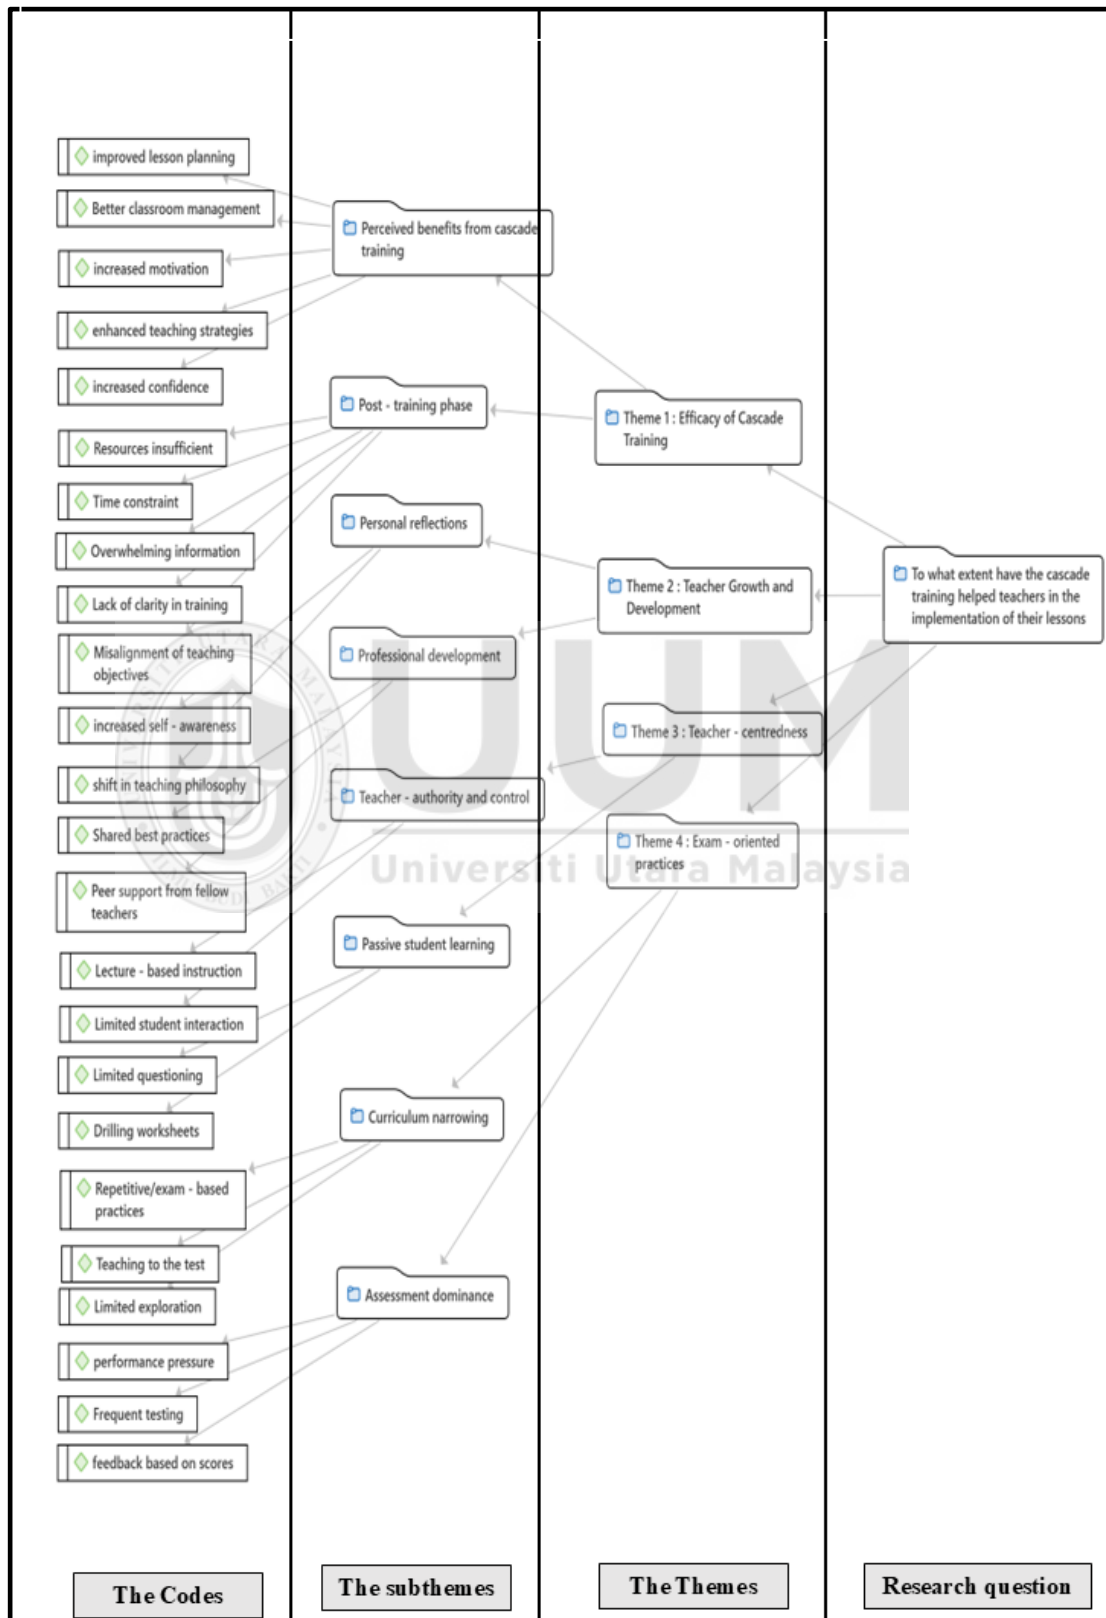 improved lesson planning
Better classroom management
increased motivation
enhanced teaching strategies
increased confidence
Resources insufficient
Time constraint
Overwhelming information
Lack of clarity in training
Misalignment of teaching
objectives
increased self - awareness
shift in teaching philosophy
Shared best practices
Peer support from fellow
teachers
Lecture - based instruction
Limited student interaction
Limited questioning
Drilling worksheets
Repetitive/exam - based
practices
Teaching to the test
Limited exploration
performance pressure
Frequent testing
feedback based on scores
The Codes
Perceived benefits from cascade
training
Post - training phase
Personal reflections
Professional development
Teacher - authority and control
Passive student learning
Curriculum narrowing
Assessment dominance
The subthemes
Theme 1 : Efficacy of Cascade
Training
Theme 2 : Teacher Growth and
Development
Theme 3 : Teacher - centredness
Theme 4 : Exam - oriented
practices
The Themes
To what extent have the cascade
training helped teachers in the
implementation of their lessons
Research question
UUM
Universiti Utara Malaysia
UNIVERSITI UTARA MALAYSIA